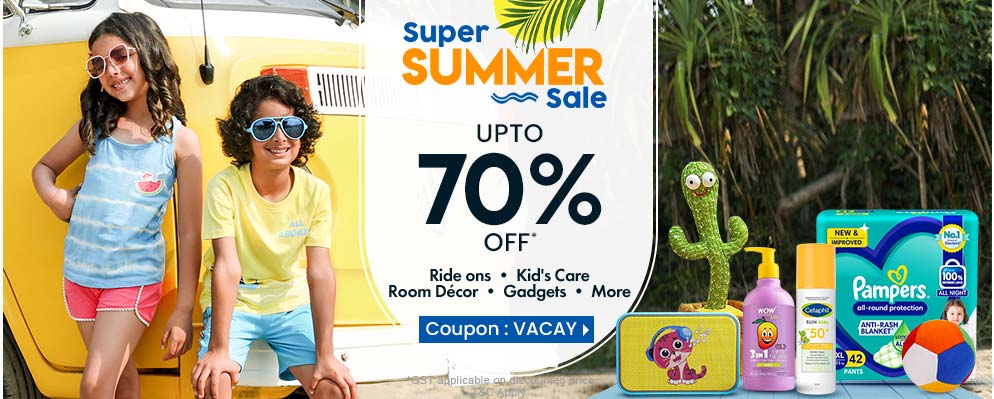 Super
SUMMER
Sale
UPTO
70%
OFF*
Ride ons • Kid's Care
Room Décor • Gadgets • More
Coupon : VACAY
GST applicable on discounted price
T&C Apply
ALL
ABOARD
WOW
3 IN 1
Cetaphil
SUN kids
50+
NEW &
IMPROVED
No.1
Pampers
all-round protection
100%
ALL NIGHT
ANTI-RASH
BLANKET
XL
42
PANTS